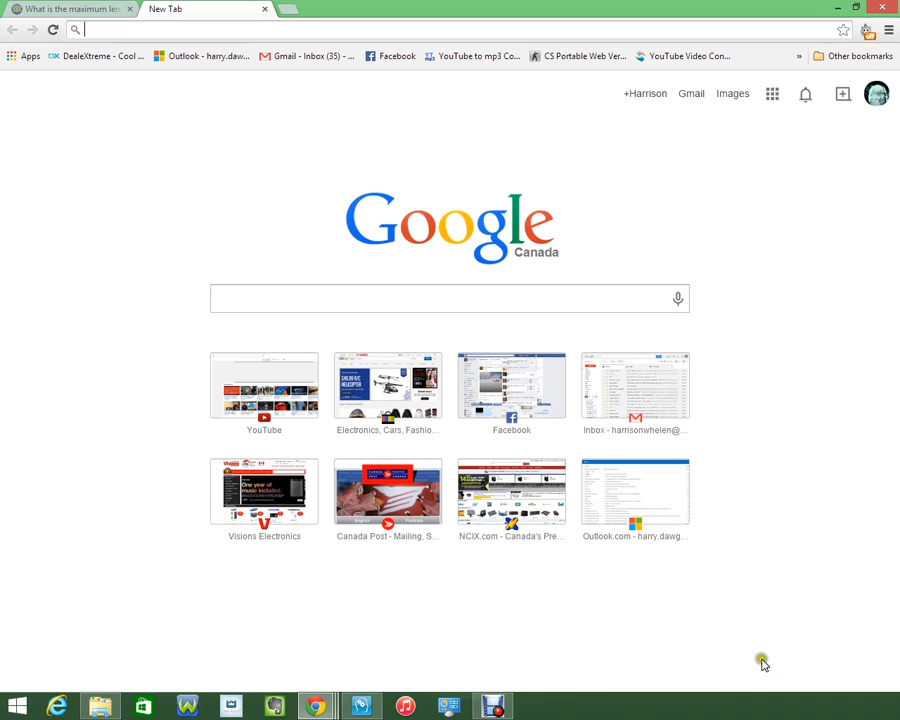 What is the maximum len
New Tab
Apps
DealeXtreme - Cool ...
Outlook - harry.daw...
Gmail - Inbox (35) - ...
Facebook
YouTube to mp3 Co...
CS Portable Web Ver...
YouTube Video Con...
»
Other bookmarks
+Harrison
Gmail
Images
Google
Canada
YouTube
Electronics, Cars, Fashio...
Facebook
Inbox - harrisonwhelen@...
Visions Electronics
Canada Post - Mailing, S...
NCIX.com - Canada's Pre...
Outlook.com - harry.dawg...